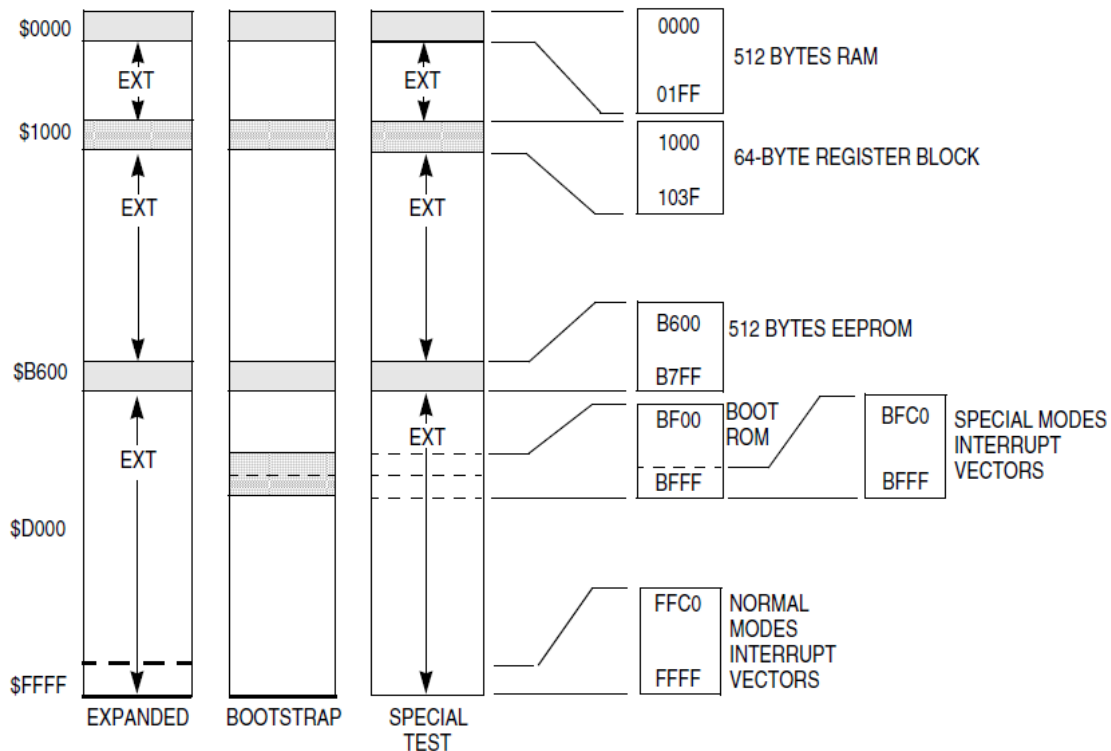 $0000
EXT
EXT
0000
512 BYTES RAM
01FF
$1000
1000
64-BYTE REGISTER BLOCK
103F
EXT
EXT
$B600
B600
512 BYTES EEPROM
B7FF
EXT
EXT
BF00
BOOT
ROM
BFFF
BFC0
SPECIAL MODES
INTERRUPT
VECTORS
BFFF
$D000
FFC0
NORMAL
MODES
INTERRUPT
VECTORS
FFFF
$FFFF
EXPANDED
BOOTSTRAP
SPECIAL
TEST